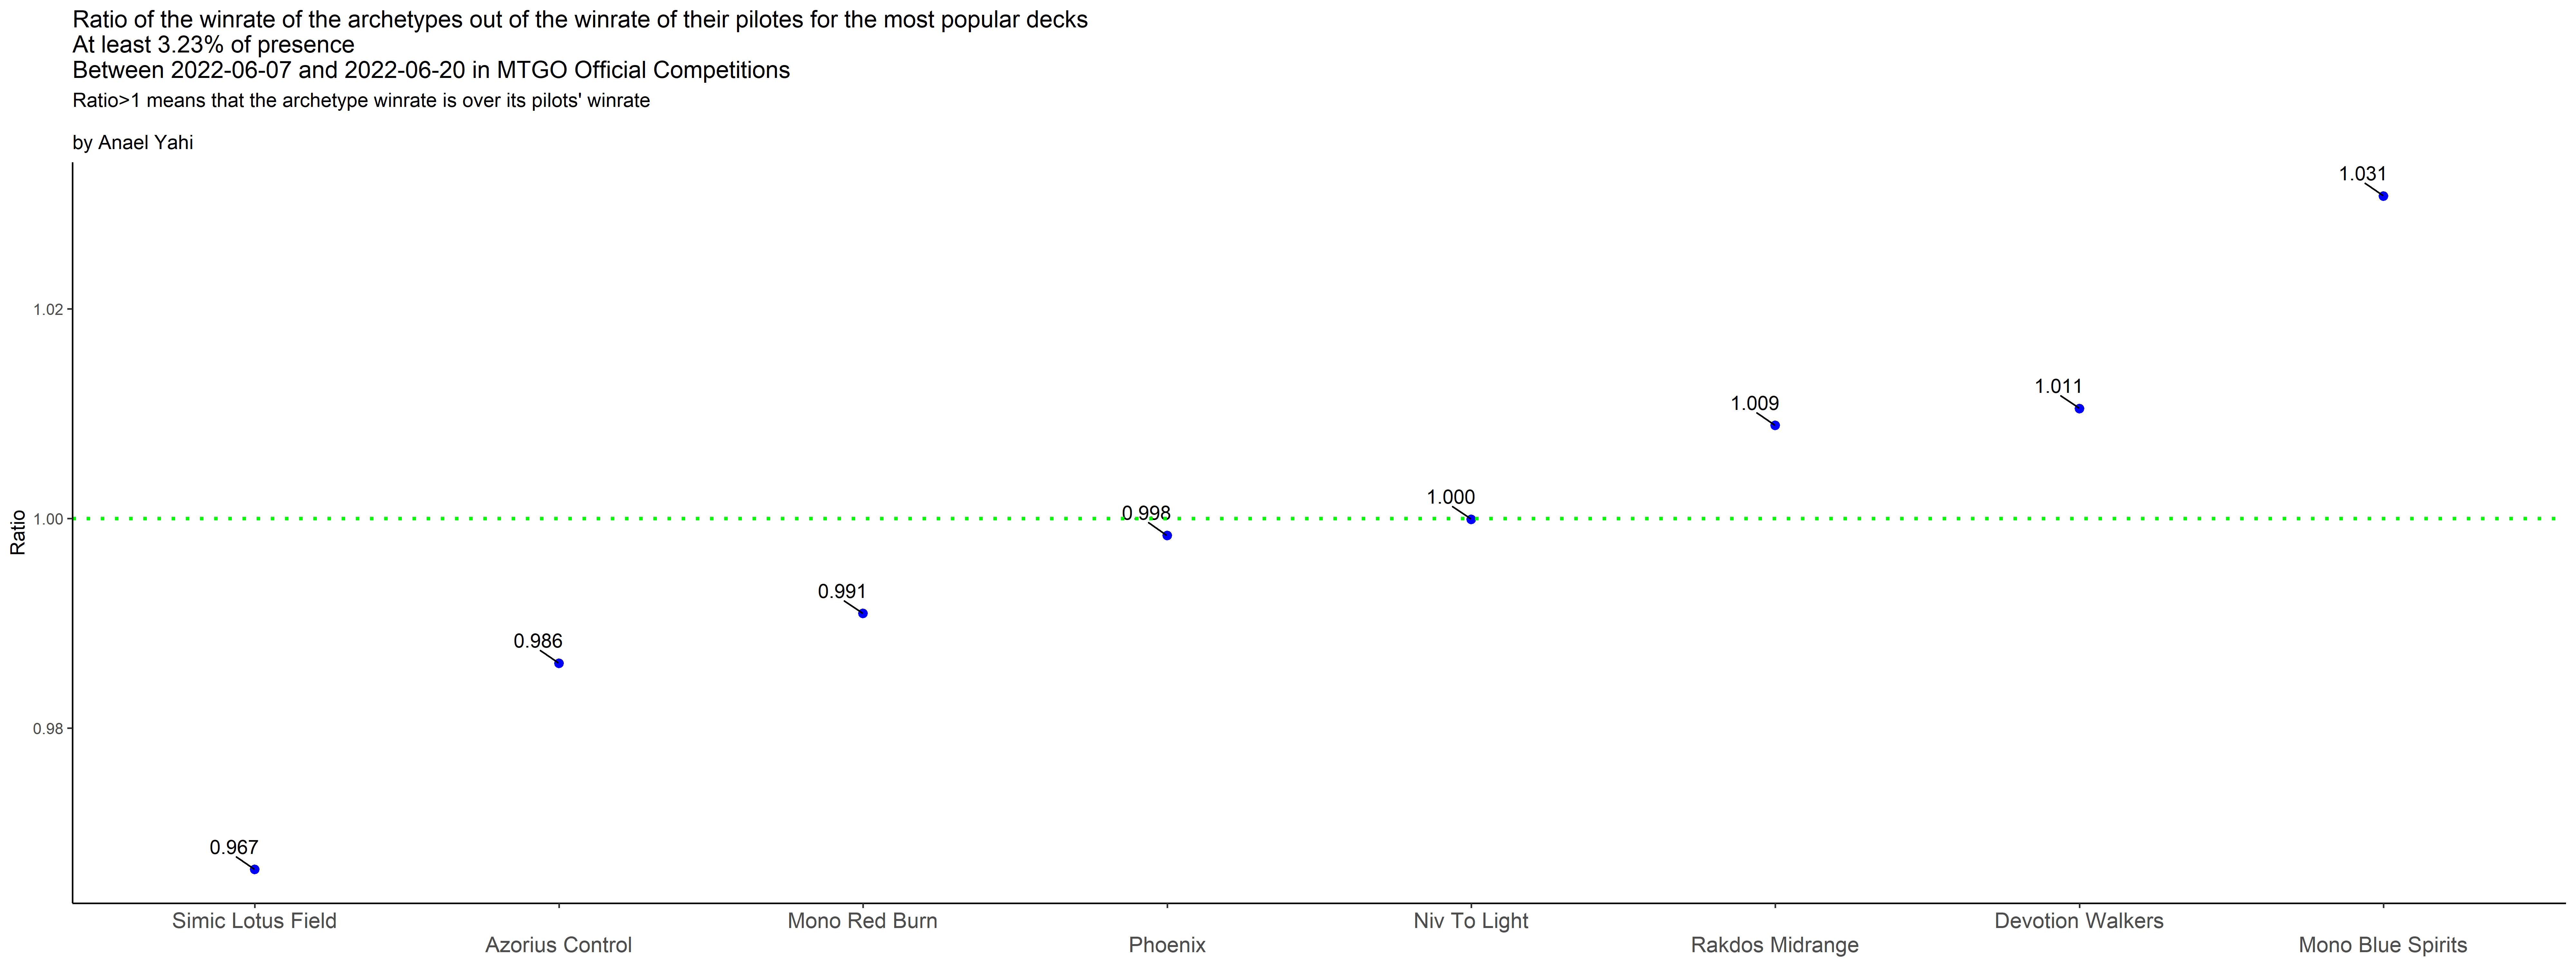 Ratio of the winrate of the archetypes out of the winrate of their pilotes for the most popular decks
At least 3.23% of presence
Between 2022-06-07 and 2022-06-20 in MTGO Official Competitions
Ratio>1 means that the archetype winrate is over its pilots' winrate
by Anael Yahi
1.031
1.02
1.011
1.009
1.000
0.998
1.00
Ratio
0.991
0.986
0.98
0.967
Simic Lotus Field
Azorius Control
Mono Red Burn
Phoenix
Niv To Light
Rakdos Midrange
Devotion Walkers
Mono Blue Spirits